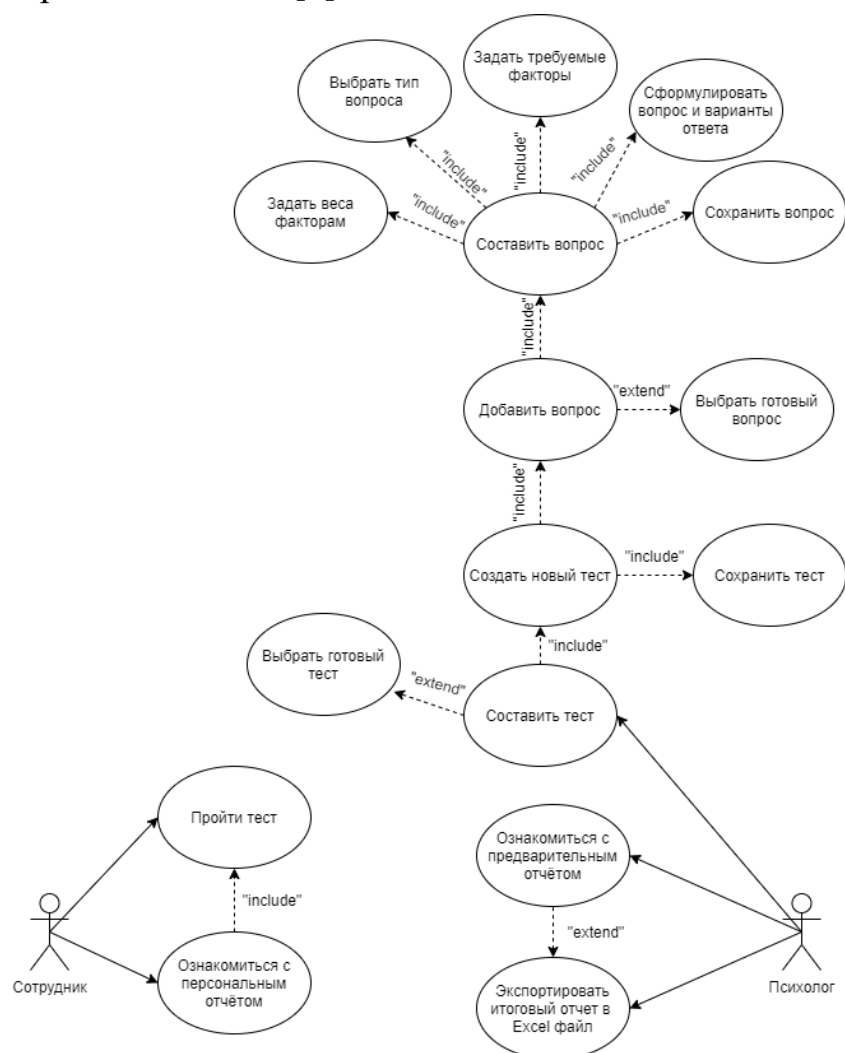 Задать требуемые
факторы
Выбрать тип
вопроса
Сформулировать
вопрос и варианты
ответа
"include"
"include"
"include"
Задать веса
факторам
"include"
"include"
Сохранить вопрос
Составить вопрос
"include"
Добавить вопрос
"extend"
Выбрать готовый
вопрос
"include"
Создать новый тест
"include"
Сохранить тест
Выбрать готовый
тест
"include"
"extend"
Составить тест
Пройти тест
Ознакомиться с
предварительным
отчётом
"include"
"extend"
Сотрудник
Ознакомиться с
персональным
отчётом
Экспортировать
итоговый отчет в
Excel файл
Психолог